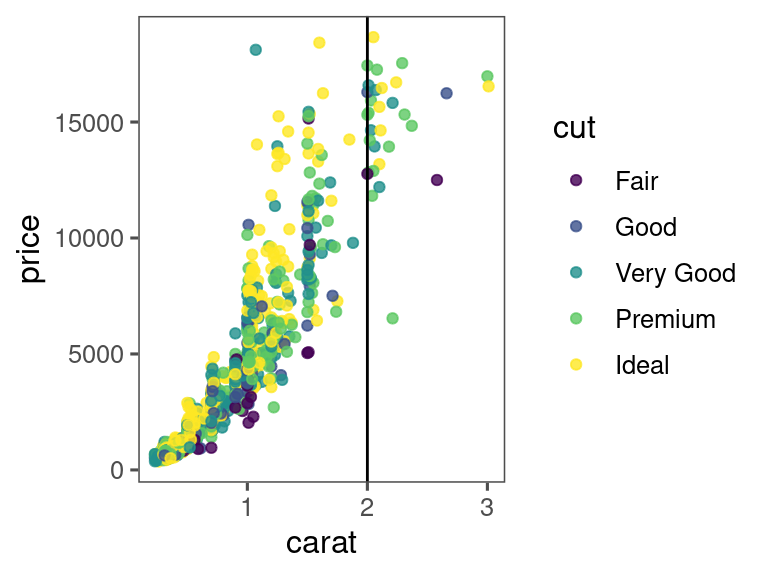 15000
10000
5000
0
price
1 2 3
carat
cut
Fair
Good
Very Good
Premium
Ideal